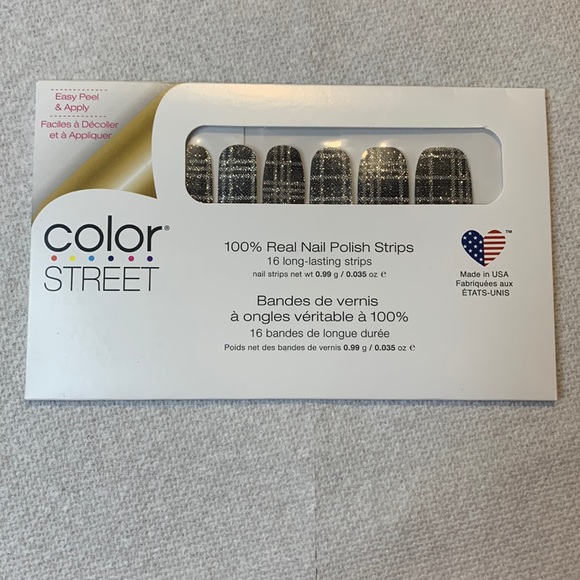 Easy Peel
& Apply
Faciles à Décoller
et à Appliquer
color®
STREET
100% Real Nail Polish Strips
16 long-lasting strips
nail strips net wt 0.99 g / 0.035 oz ℮
Bandes de vernis
à ongles véritable à 100%
16 bandes de longue durée
Poids net des bandes de vernis 0.99 g / 0.035 oz ℮
™
Made in USA
Fabriquées aux
ÉTATS-UNIS